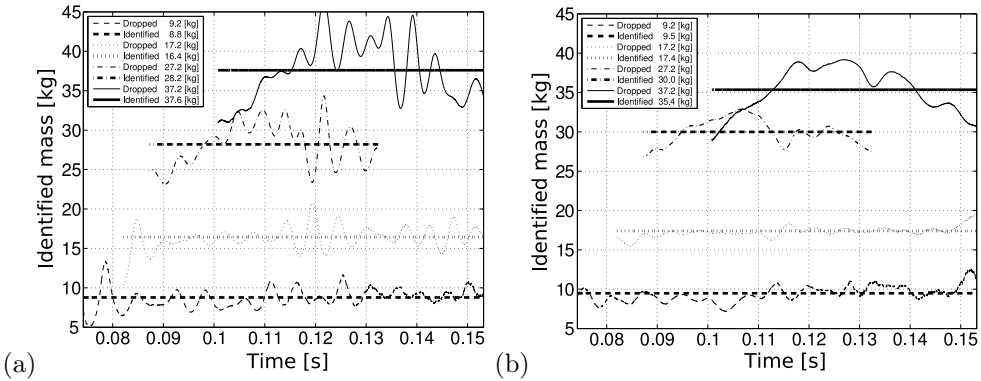 45
40
35
30
25
20
15
10
5
Identified mass [kg]
Dropped 9.2 [kg]
Identified 8.8 [kg]
Dropped 17.2 [kg]
Identified 16.4 [kg]
Dropped 27.2 [kg]
Identified 28.2 [kg]
Dropped 37.2 [kg]
Identified 37.6 [kg]
0.08 0.09 0.1 0.11 0.12 0.13 0.14 0.15
Time [s]
(a)
45
40
35
30
25
20
15
10
5
Identified mass [kg]
Dropped 9.2 [kg]
Identified 9.5 [kg]
Dropped 17.2 [kg]
Identified 17.4 [kg]
Dropped 27.2 [kg]
Identified 30.0 [kg]
Dropped 37.2 [kg]
Identified 35.4 [kg]
0.08 0.09 0.1 0.11 0.12 0.13 0.14 0.15
Time [s]
(b)